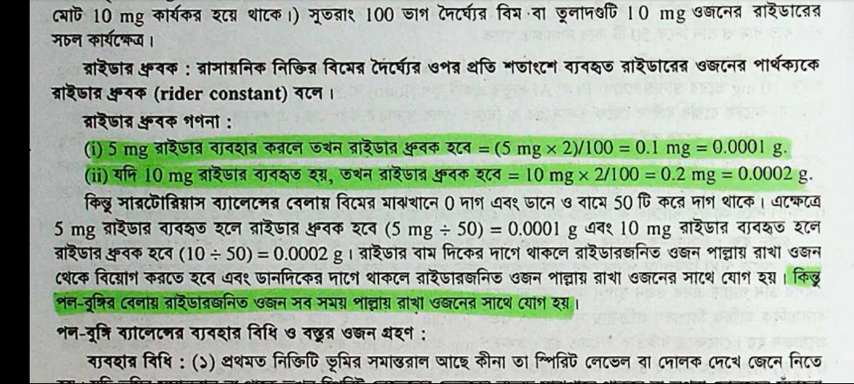 মোট 10 mg কার্যকর হয়ে থাকে।) সুতরাং 100 ভাগ দৈর্ঘ্যের বিম বা তুলাদণ্ডটি 10 mg ওজনের রাইডারের
সচল কার্যক্ষেত্র।
রাইডার ধ্রুবক : রাসায়নিক নিক্তির বিমের দৈর্ঘ্যের ওপর প্রতি শতাংশে ব্যবহৃত রাইডারের ওজনের পার্থক্যকে
রাইডার ধ্রুবক (rider constant) বলে।
রাইডার ধ্রুবক গণনা :
(i) 5 mg রাইডার ব্যবহার করলে তখন রাইডার ধ্রুবক হবে = (5 mg × 2)/100 = 0.1 mg = 0.0001 g.
(ii) যদি 10 mg রাইডার ব্যবহৃত হয়, তখন রাইডার ধ্রুবক হবে = 10 mg × 2/100 = 0.2 mg = 0.0002 g.
কিন্তু সারটোরিয়াস ব্যালেন্সের বেলায় বিমের মাঝখানে 0 দাগ এবং ডানে ও বামে 50 টি করে দাগ থাকে। এক্ষেত্রে
5 mg রাইডার ব্যবহৃত হলে রাইডার ধ্রুবক হবে (5 mg ÷ 50) = 0.0001 g এবং 10 mg রাইডার ব্যবহৃত হলে
রাইডার ধ্রুবক হবে (10 ÷ 50) = 0.0002 g। রাইডার বাম দিকের দাগে থাকলে রাইডারজনিত ওজন পাল্লায় রাখা ওজন
থেকে বিয়োগ করতে হবে এবং ডানদিকের দাগে থাকলে রাইডারজনিত ওজন পাল্লায় রাখা ওজনের সাথে যোগ হয়। কিন্তু
পল-বুঙ্গির বেলায় রাইডারজনিত ওজন সব সময় পাল্লায় রাখা ওজনের সাথে যোগ হয়।
পল-বুঙ্গি ব্যালেন্সের ব্যবহার বিধি ও বস্তুর ওজন গ্রহণ :
ব্যবহার বিধি : (১) প্রথমত নিক্তিটি ভূমির সমান্তরাল আছে কীনা তা স্পিরিট লেভেল বা দোলক দেখে জেনে নিতে